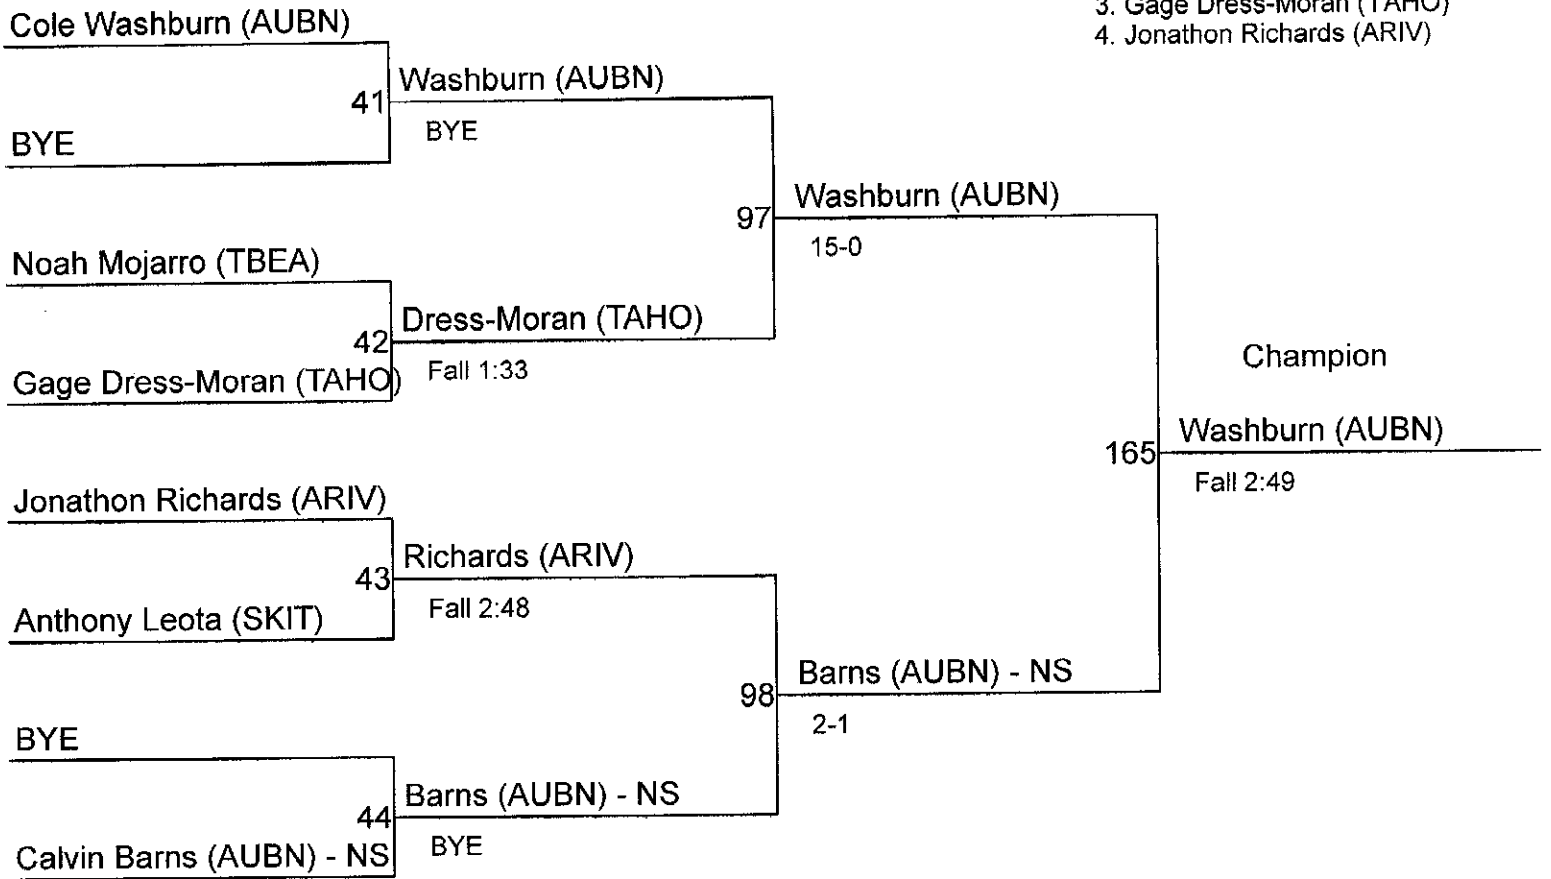 3. Gage Dress-Moran (TAHO)
4. Jonathon Richards (ARIV)
Cole Washburn (AUBN)
41
Washburn (AUBN)
BYE
BYE
97
Washburn (AUBN)
15-0
Noah Mojarro (TBEA)
42
Dress-Moran (TAHO)
Fall 1:33
Gage Dress-Moran (TAHO)
Champion
165
Washburn (AUBN)
Fall 2:49
Jonathon Richards (ARIV)
43
Richards (ARIV)
Fall 2:48
Anthony Leota (SKIT)
98
Barns (AUBN) - NS
2-1
BYE
44
Barns (AUBN) - NS
BYE
Calvin Barns (AUBN) - NS